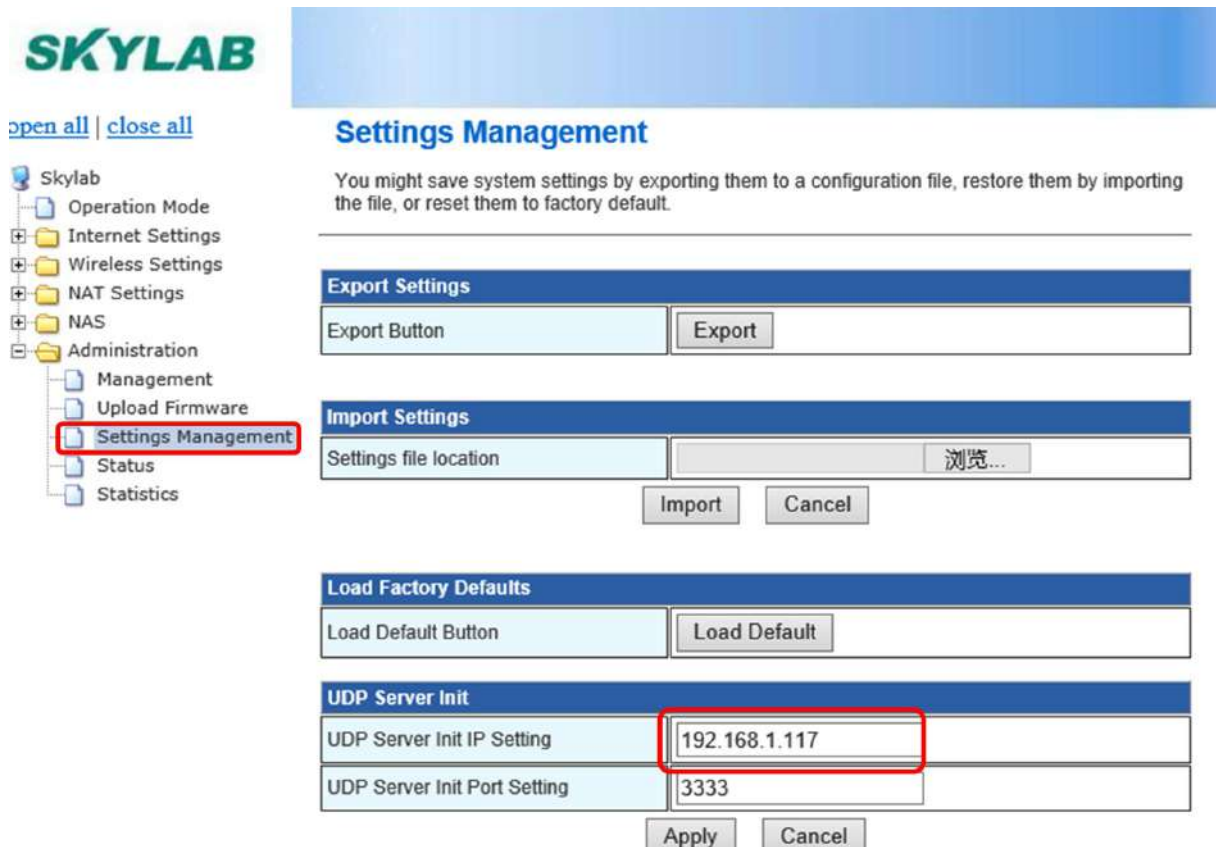 SKYLAB
open all | close all
Skylab
Operation Mode
Internet Settings
Wireless Settings
NAT Settings
NAS
Administration
Management
Upload Firmware
Settings Management
Status
Statistics
Settings Management
You might save system settings by exporting them to a configuration file, restore them by importing
the file, or reset them to factory default.
Export Settings
Export Button Export
Import Settings
Settings file location 浏览...
Import Cancel
Load Factory Defaults
Load Default Button Load Default
UDP Server Init
UDP Server Init IP Setting 192.168.1.117
UDP Server Init Port Setting 3333
Apply Cancel